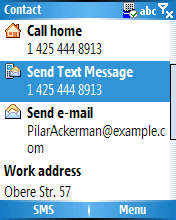 Contact abc
Call home
1 425 444 8913
Send Text Message
1 425 444 8913
Send e-mail
PilarAckerman@example.c
om
Work address
Obere Str. 57
SMS Menu